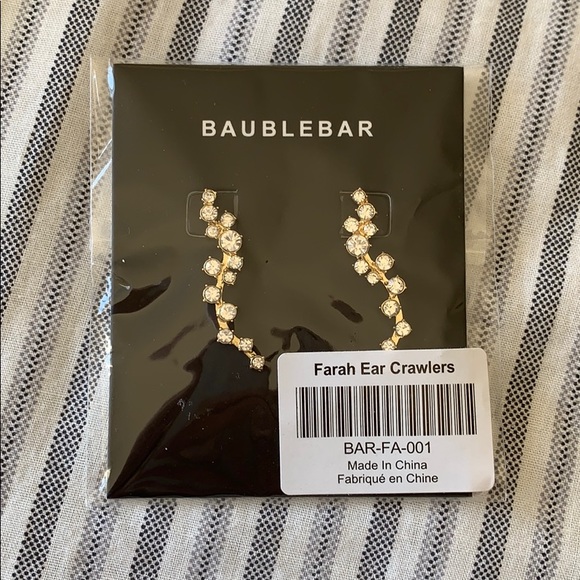 BAUBLEBAR
Farah Ear Crawlers
BAR-FA-001
Made In China
Fabriqué en Chine